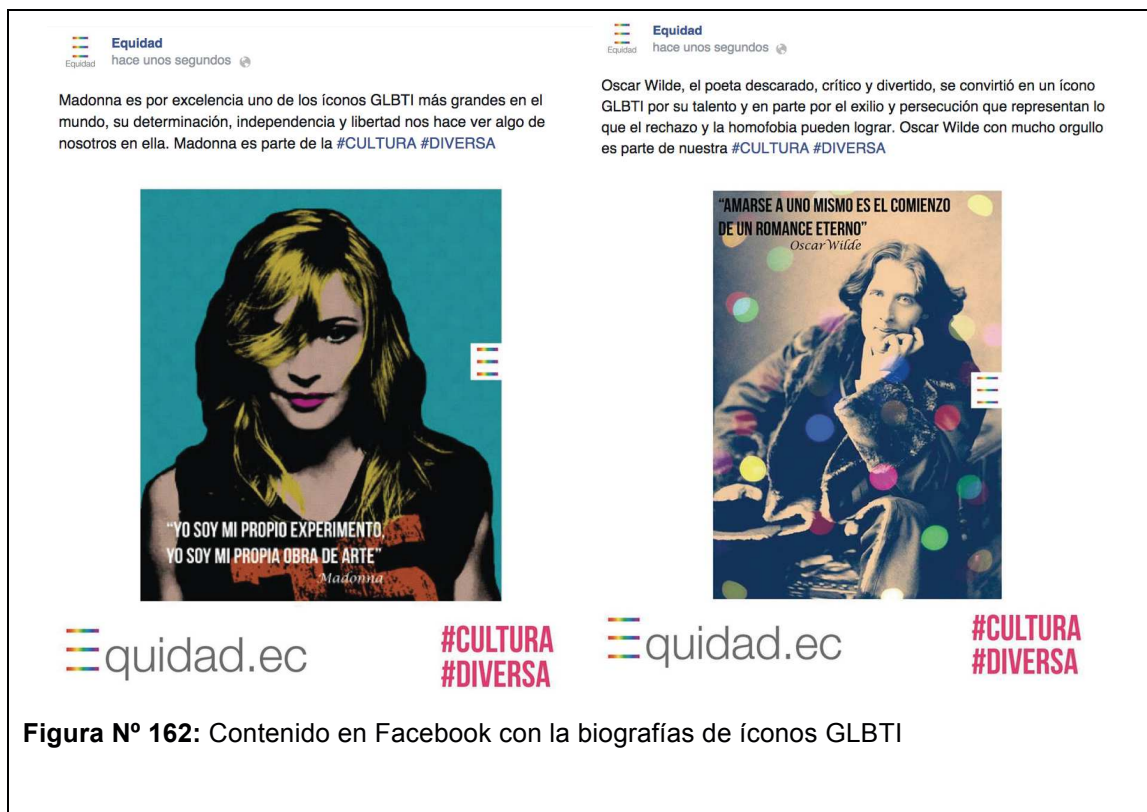 Equidad
hace unos segundos
Equidad
Madonna es por excelencia uno de los íconos GLBTI más grandes en el
mundo, su determinación, independencia y libertad nos hace ver algo de
nosotros en ella. Madonna es parte de la #CULTURA #DIVERSA
"YO SOY MI PROPIO EXPERIMENTO,
YO SOY MI PROPIA OBRA DE ARTE"
Madonna
Equidad.ec
#CULTURA
#DIVERSA
Equidad
hace unos segundos
Equidad
Oscar Wilde, el poeta descarado, crítico y divertido, se convirtió en un ícono
GLBTI por su talento y en parte por el exilio y persecución que representan lo
que el rechazo y la homofobia pueden lograr. Oscar Wilde con mucho orgullo
es parte de nuestra #CULTURA #DIVERSA
"AMARSE A UNO MISMO ES EL COMIENZO
DE UN ROMANCE ETERNO"
Oscar Wilde
Equidad.ec
#CULTURA
#DIVERSA
Figura Nº 162: Contenido en Facebook con la biografías de íconos GLBTI